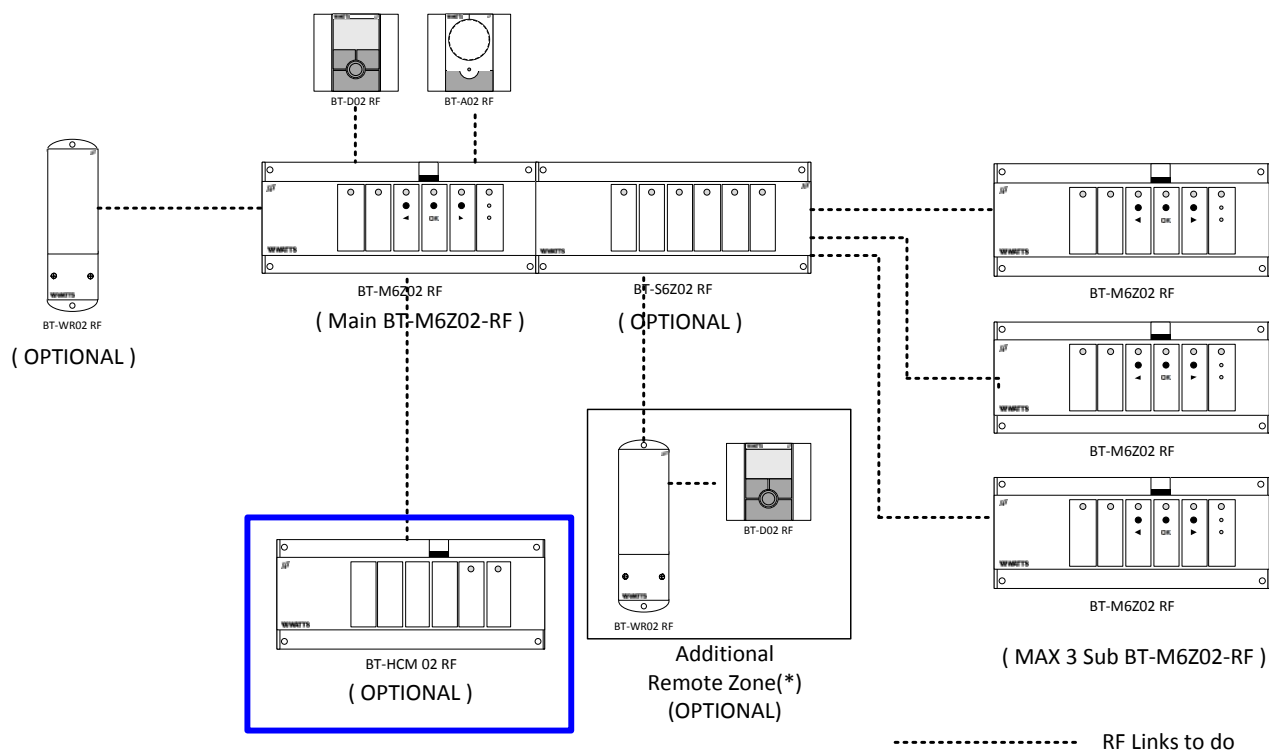 BT-D02 RF
BT-A02 RF
WATTS
WATTS
BT-WR02 RF
( OPTIONAL )
OK
WATTS
BT-M6Z02 RF
( Main BT-M6Z02-RF )
WATTS
BT-S6Z02 RF
( OPTIONAL )
OK
WATTS
BT-M6Z02 RF
OK
WATTS
BT-M6Z02 RF
OK
WATTS
BT-M6Z02 RF
( MAX 3 Sub BT-M6Z02-RF )
WATTS
BT-HCM 02 RF
( OPTIONAL )
WATTS
BT-D02 RF
WATTS
BT-WR02 RF
Additional
Remote Zone(*)
(OPTIONAL)
RF Links to do